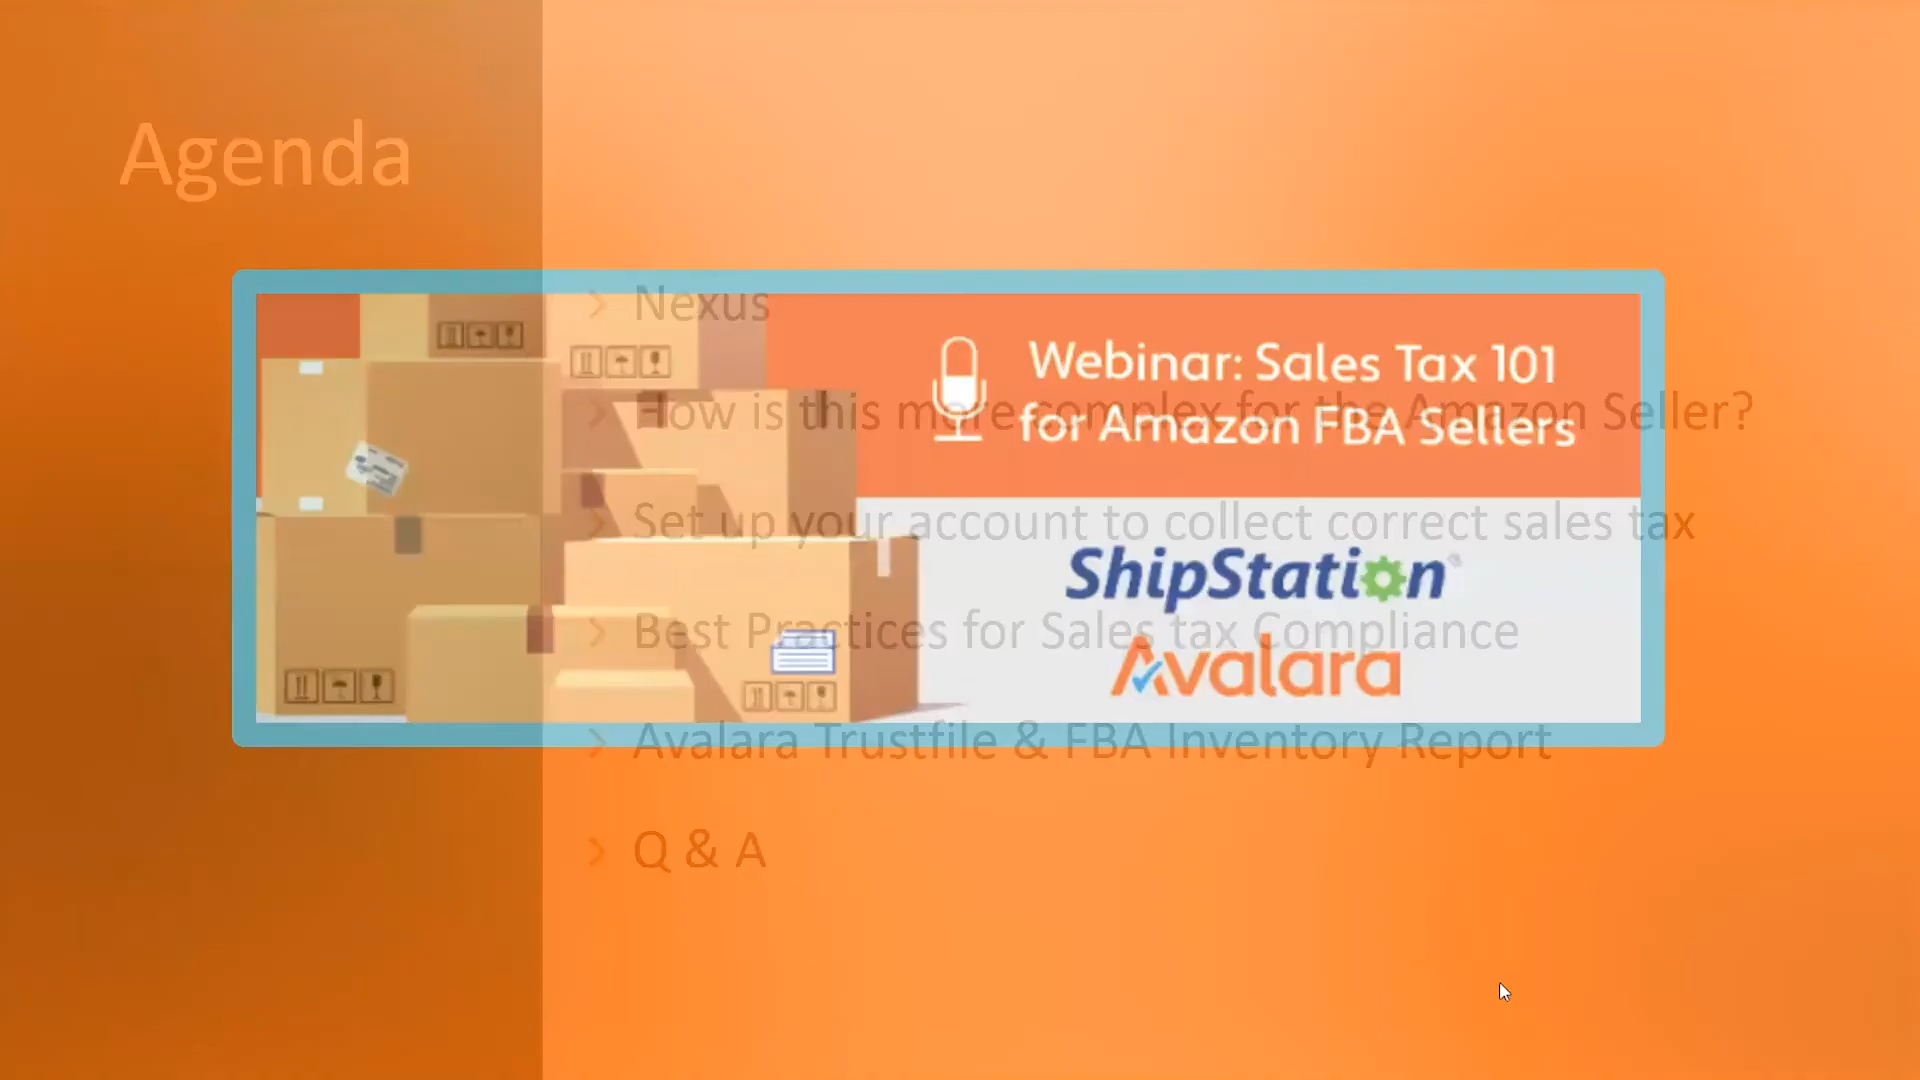 Agenda
Nexus
Webinar: Sales Tax 101
How is this more complex for the Amazon Seller?
for Amazon FBA Sellers
Set up your account to collect correct sales tax
ShipStation
Best Practices for Sales tax Compliance
Avalara
Avalara Trustfile & FBA Inventory Report
Q & A